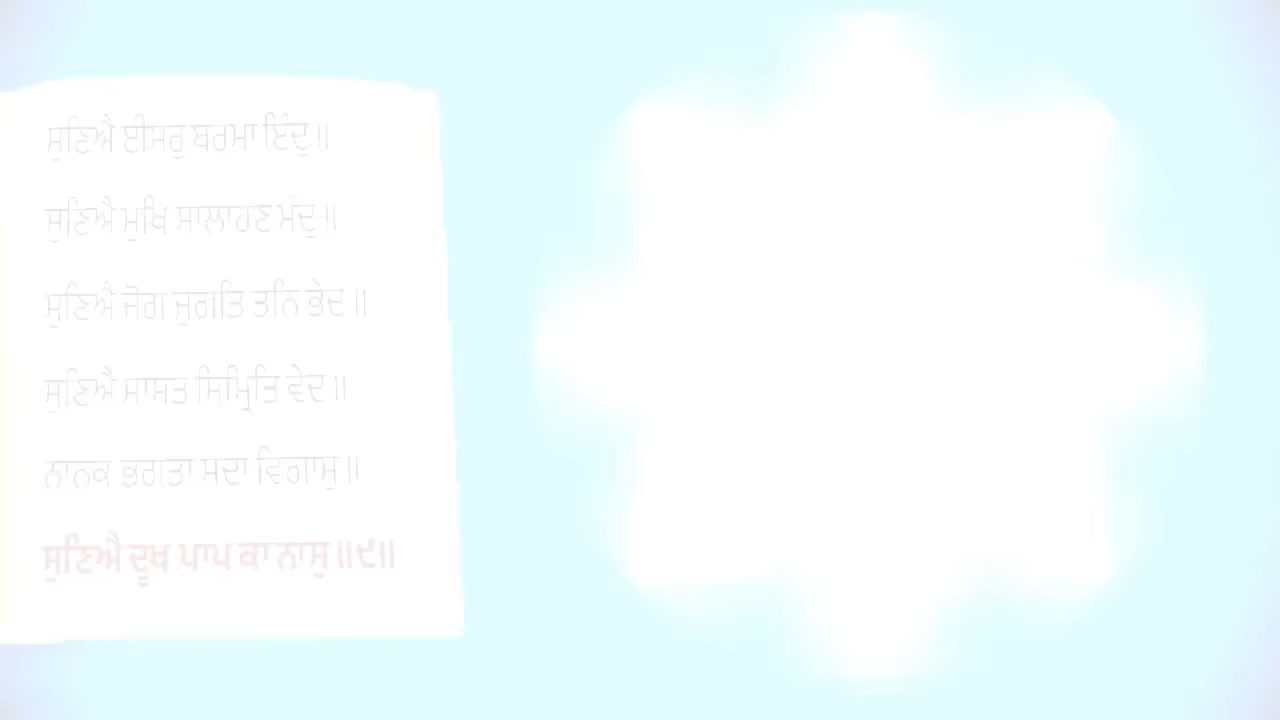 ਸੁਣਿਐ ਈਸਰੁ ਬਰਮਾ ਇੰਦੁ॥
ਸੁਣਿਐ ਮੁਖਿ ਸਾਲਾਹਣ ਮੰਦੁ॥
ਸੁਣਿਐ ਜੋਗ ਜੁਗਤਿ ਤਨਿ ਭੇਦ॥
ਸੁਣਿਐ ਸਾਸਤ ਸਿਮ੍ਰਿਤਿ ਵੇਦ॥
ਨਾਨਕ ਭਗਤਾ ਸਦਾ ਵਿਗਾਸੁ॥
ਸੁਣਿਐ ਦੂਖ ਪਾਪ ਕਾ ਨਾਸੁ॥੯॥